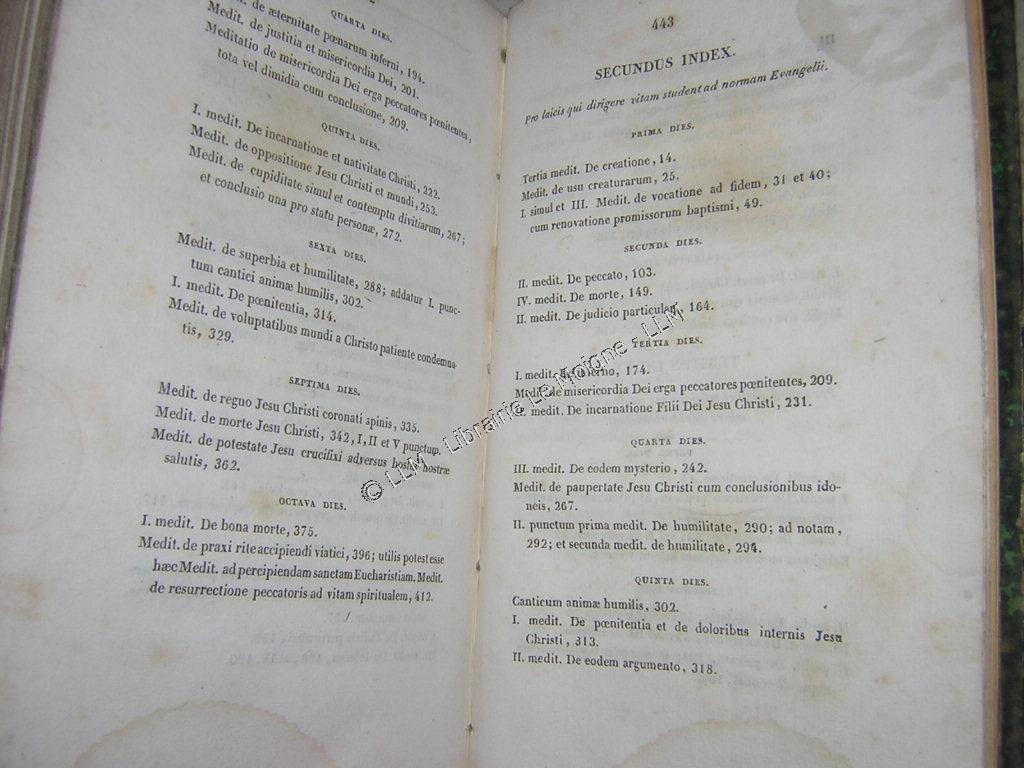 QUARTA DIES.
de æternitate pœnarum inferni, 194.
Medit. de justitia et misericordia Dei, 201.
Meditatio de misericordia Dei erga peccatores pœnitentes,
tota vel dimidia cum conclusione, 209.
QUINTA DIES.
I. medit. De incarnatione et nativitate Christi, 222.
Medit. de oppositione Jesu Christi et mundi, 253.
Medit. de cupiditate simul et contemptu divitiarum, 267;
et conclusio una pro statu personæ, 272.
SEXTA DIES.
Medit. de superbia et humilitate, 288; addatur I. punc-
tum cantici animæ humilis, 302.
I. medit. De pœnitentia, 314.
Medit. de voluptatibus mundi a Christo patiente condemna-
tis, 329.
SEPTIMA DIES.
Medit. de regno Jesu Christi coronati spinis, 335.
Medit. de morte Jesu Christi, 342, I, II et V punctum.
Medit. de potestate Jesu crucifixi adversus hostes nostræ
salutis, 362.
OCTAVA DIES.
I. medit. De bona morte, 375.
Medit. de praxi rite accipiendi viatici, 396; utilis potest esse
hæc Medit. ad percipiendam sanctam Eucharistiam. Medit.
de resurrectione peccatoris ad vitam spiritualem, 412.
443
SECUNDUS INDEX.
Pro laicis qui dirigere vitam student ad normam Evangelii.
PRIMA DIES.
Tertia medit. De creatione, 14.
Medit. de usu creaturarum, 25.
I. simul et III. Medit. de vocatione ad fidem, 31 et 40;
cum renovatione promissorum baptismi, 49.
SECUNDA DIES.
II. medit. De peccato, 103.
IV. medit. De morte, 149.
II. medit. De judicio particulari, 164.
TERTIA DIES.
I. medit. de inferno, 174.
Medit. de misericordia Dei erga peccatores pœnitentes, 209.
medit. De incarnatione Filii Dei Jesu Christi, 231.
QUARTA DIES.
III. medit. De eodem mysterio, 242.
Medit. de paupertate Jesu Christi cum conclusionibus ido-
neis, 267.
II. punctum prima medit. De humilitate, 290; ad notam,
292; et secunda medit. de humilitate, 294.
QUINTA DIES.
Canticum animæ humilis, 302.
I. medit. De pœnitentia et de doloribus internis Jesu
Christi, 313.
II. medit. De eodem argumento, 318.
© LLM - Librairie Le Moigne - LLM